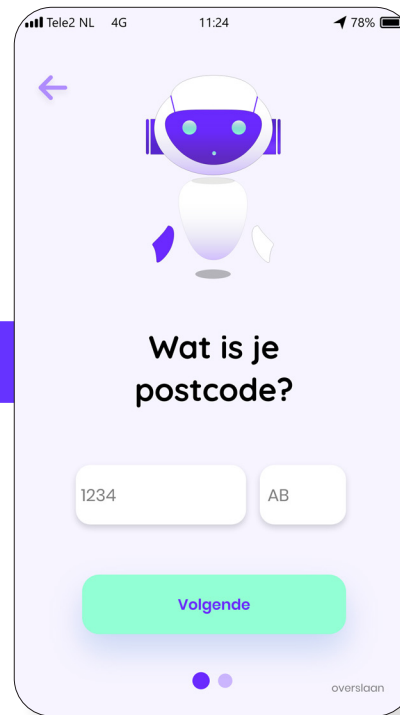 Tele2 NL 4G 11:24 78%
Wat is je
postcode?
1234 AB
Volgende
overslaan